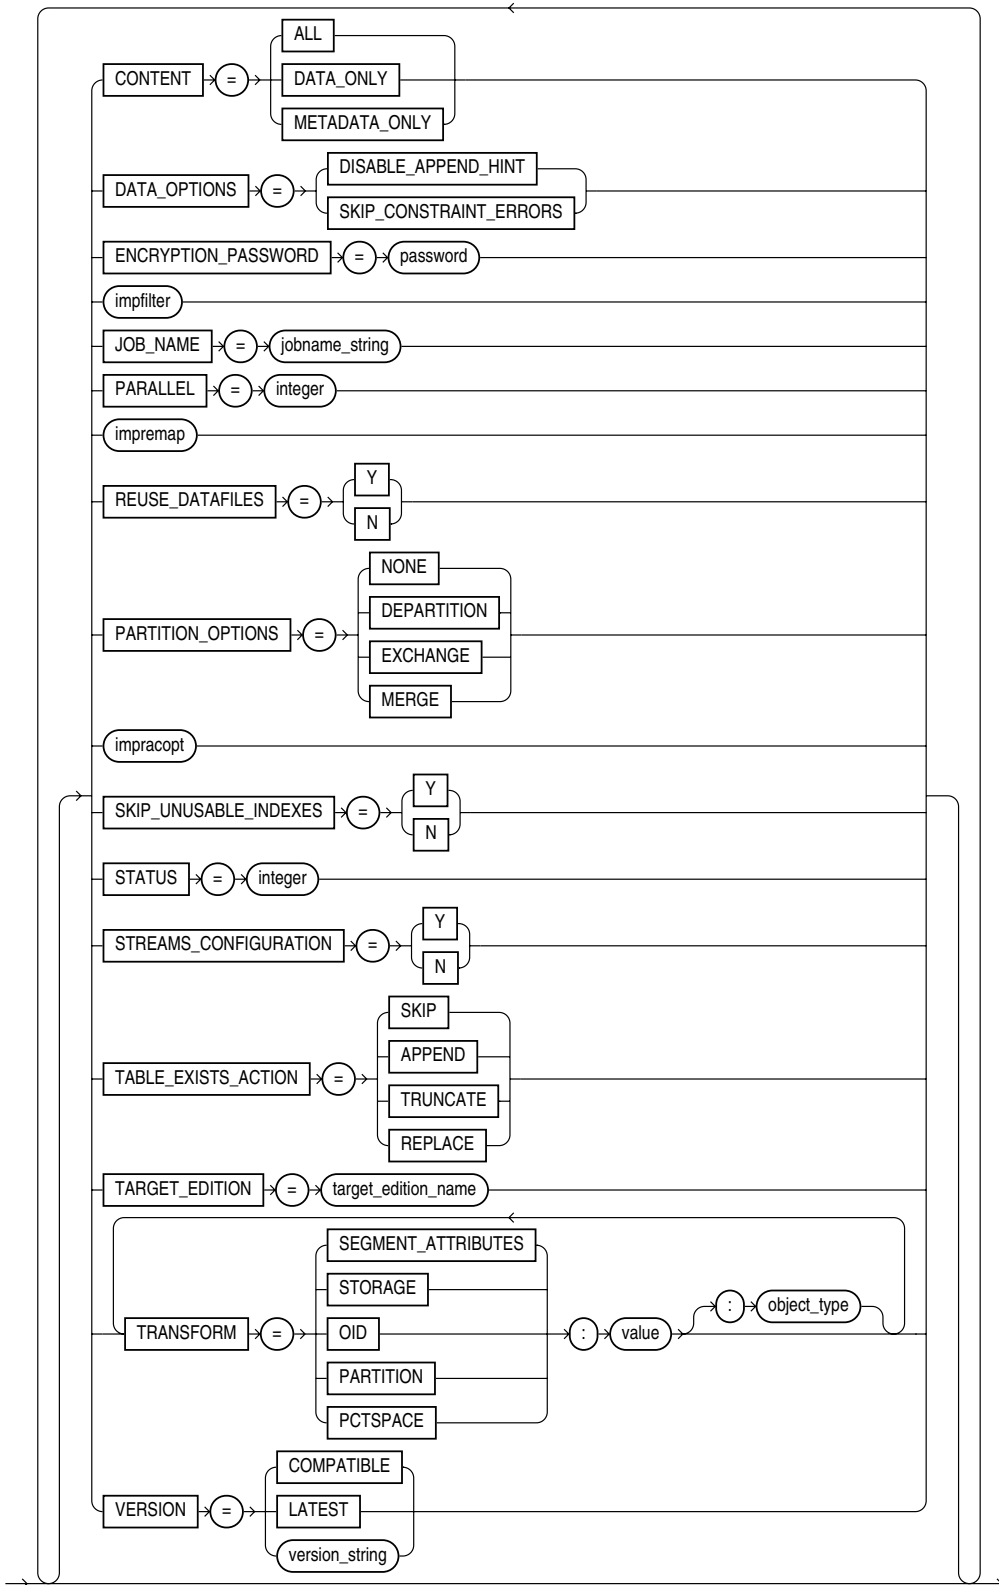 ALL
CONTENT = DATA_ONLY
METADATA_ONLY
DISABLE_APPEND_HINT
DATA_OPTIONS =
SKIP_CONSTRAINT_ERRORS
ENCRYPTION_PASSWORD = password
impfilter
JOB_NAME = jobname_string
PARALLEL = integer
impremap
Y
REUSE_DATAFILES =
N
NONE
DEPARTITION
PARTITION_OPTIONS =
EXCHANGE
MERGE
impracopt
Y
SKIP_UNUSABLE_INDEXES =
N
STATUS = integer
Y
STREAMS_CONFIGURATION =
N
SKIP
APPEND
TABLE_EXISTS_ACTION =
TRUNCATE
REPLACE
TARGET_EDITION = target_edition_name
SEGMENT_ATTRIBUTES
STORAGE
: object_type
TRANSFORM = OID : value
PARTITION
PCTSPACE
COMPATIBLE
VERSION = LATEST
version_string